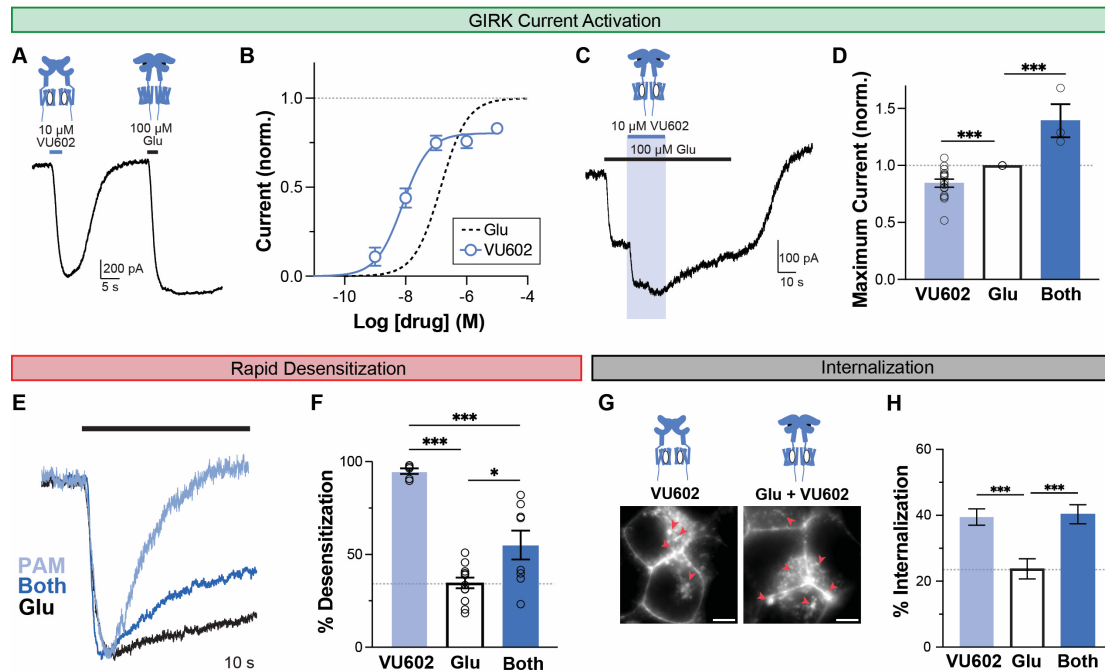 GIRK Current Activation
A
10 μM
VU602
100 μM
Glu
200 pA
5 s
B
Current (norm.)
1.0
0.5
0.0
-10
-8
-6
-4
Log [drug] (M)
Glu
VU602
C
10 μM VU602
100 μM Glu
100 pA
10 s
D
Maximum Current (norm.)
1.5
1.0
0.5
0.0
***
***
VU602
Glu
Both
Rapid Desensitization
Internalization
E
PAM
Both
Glu
10 s
F
% Desensitization
100
50
0
***
***
*
VU602
Glu
Both
G
VU602
Glu + VU602
H
% Internalization
60
40
20
0
***
***
VU602
Glu
Both